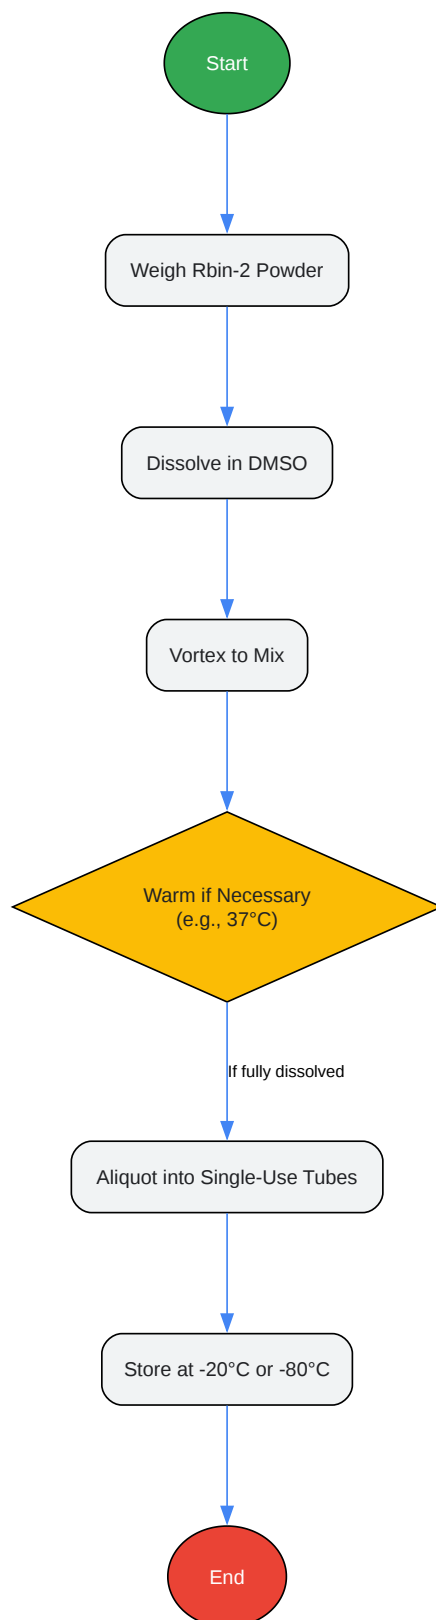 Start
Weigh Rbin-2 Powder
Dissolve in DMSO
Vortex to Mix
Warm if Necessary
(e.g., 37°C)
If fully dissolved
Aliquot into Single-Use Tubes
Store at -20°C or -80°C
End